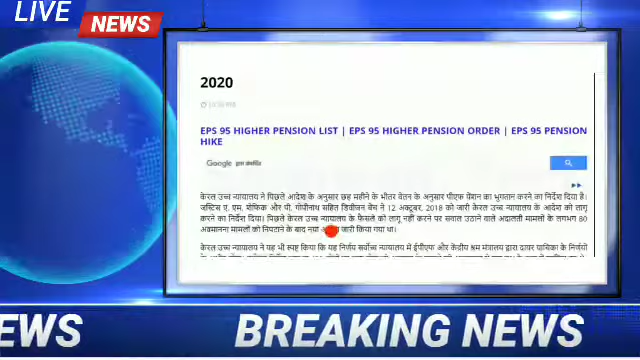 LIVE
NEWS
2020
EPS 95 HIGHER PENSION LIST | EPS 95 HIGHER PENSION ORDER | EPS 95 PENSION
HIKE
Google द्वारा संवर्धित
केरल उच्च न्यायालय ने पिछले आदेश के अनुसार छह महीने के भीतर वेतन के अनुसार पीएफ पेंशन का भुगतान करने का निर्देश दिया है।
जस्टिस ए. एम. शेफिक और पी. गोपीनाथ सहित डिवीजन बेंच ने 12 अक्टूबर, 2018 को जारी केरल उच्च न्यायालय के आदेश को लागू
करने का निर्देश दिया। पिछले केरल उच्च न्यायालय के फैसले को लागू नहीं करने पर सवाल उठाने वाले अदालती मामलों के लगभग 80
अवमानना मामलों को निपटाने के बाद नया जारी किया गया था।
केरल उच्च न्यायालय ने यह भी स्पष्ट किया कि यह निर्णय सर्वोच्च न्यायालय में ईपीएफओ और केंद्रीय श्रम मंत्रालय द्वारा दायर याचिका के निर्णयों
EWS BREAKING NEWS